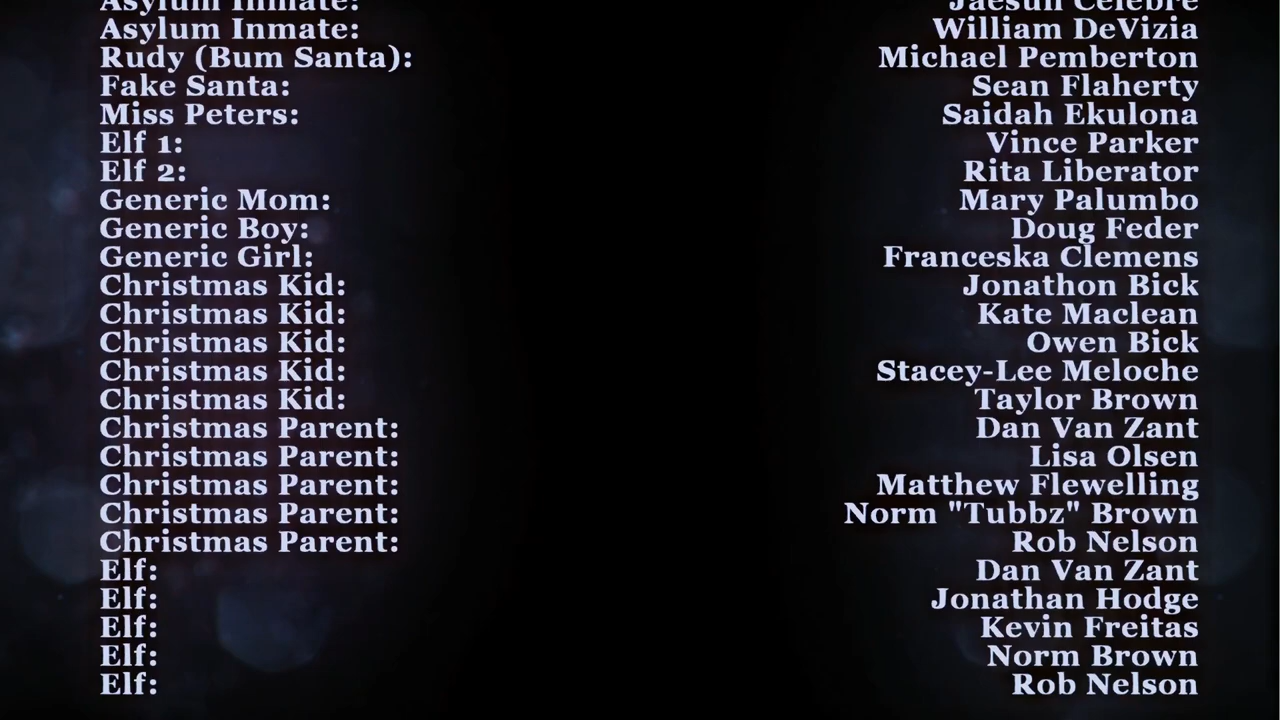 Asylum Inmate: Jaesun Celebre
Asylum Inmate: William DeVizia
Rudy (Bum Santa): Michael Pemberton
Fake Santa: Sean Flaherty
Miss Peters: Saidah Ekulona
Elf 1: Vince Parker
Elf 2: Rita Liberator
Generic Mom: Mary Palumbo
Generic Boy: Doug Feder
Generic Girl: Franceska Clemens
Christmas Kid: Jonathon Bick
Christmas Kid: Kate Maclean
Christmas Kid: Owen Bick
Christmas Kid: Stacey-Lee Meloche
Christmas Kid: Taylor Brown
Christmas Parent: Dan Van Zant
Christmas Parent: Lisa Olsen
Christmas Parent: Matthew Flewelling
Christmas Parent: Norm "Tubbz" Brown
Christmas Parent: Rob Nelson
Elf: Dan Van Zant
Elf: Jonathan Hodge
Elf: Kevin Freitas
Elf: Norm Brown
Elf: Rob Nelson